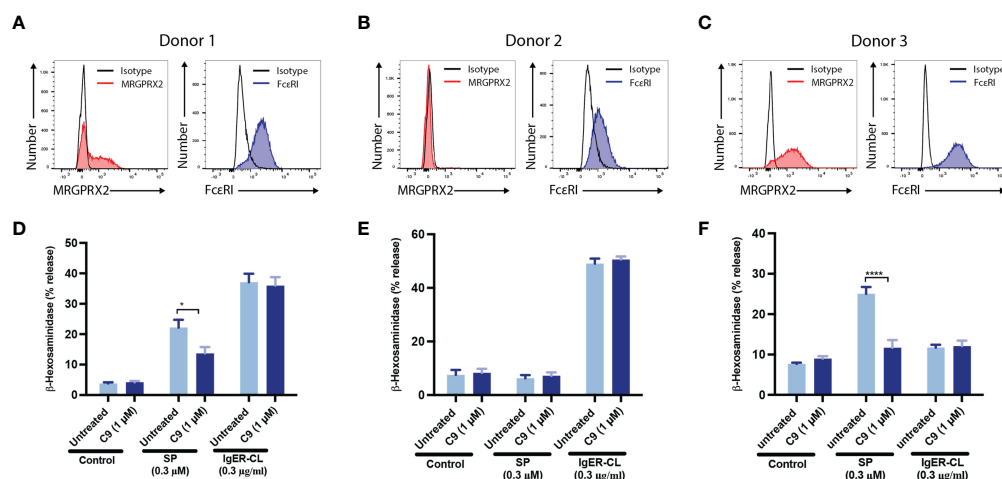 A
Donor 1
Isotype
MRGPRX2
Number
MRGPRX2
Isotype
FcεRI
Number
FcεRI
B
Donor 2
Isotype
MRGPRX2
Number
MRGPRX2
Isotype
FcεRI
Number
FcεRI
C
Donor 3
Isotype
MRGPRX2
Number
MRGPRX2
Isotype
FcεRI
Number
FcεRI
D
β-Hexosaminidase (% release)
50
40
30
20
10
0
*
Untreated
C9 (1 μM)
Untreated
C9 (1 μM)
Untreated
C9 (1 μM)
Control
SP
(0.3 μM)
IgER-CL
(0.3 μg/ml)
E
β-Hexosaminidase (% release)
60
40
20
0
Untreated
C9 (1 μM)
Untreated
C9 (1 μM)
Untreated
C9 (1 μM)
Control
SP
(0.3 μM)
IgER-CL
(0.3 μg/ml)
F
β-Hexosaminidase (% release)
40
30
20
10
0
****
untreated
C9 (1 μM)
untreated
C9 (1 μM)
untreated
C9 (1 μM)
Control
SP
(0.3 μM)
IgER-CL
(0.3 μg/ml)